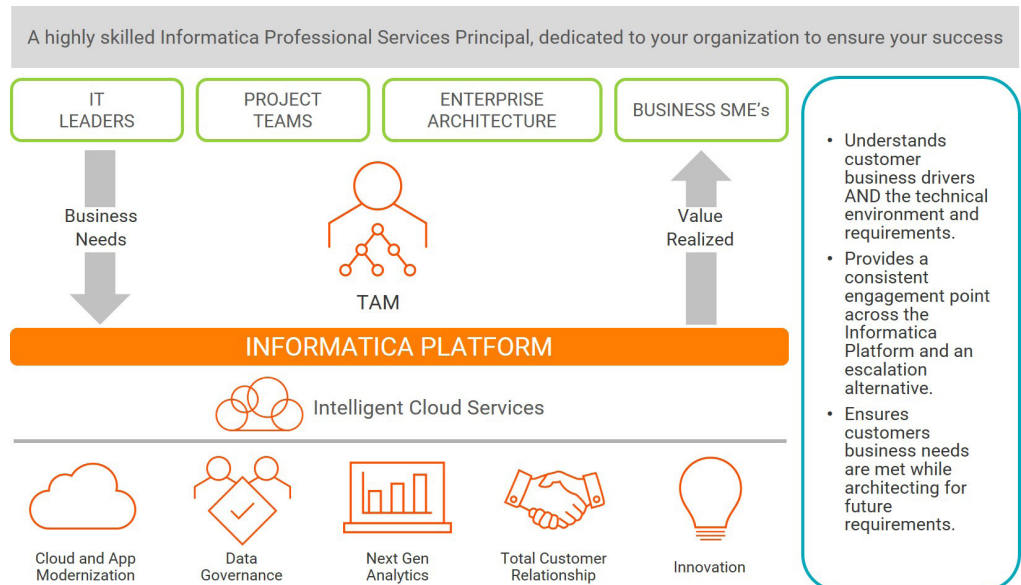 A highly skilled Informatica Professional Services Principal, dedicated to your organization to ensure your success
IT
LEADERS
PROJECT
TEAMS
ENTERPRISE
ARCHITECTURE
BUSINESS SME's
Business
Needs
TAM
Value
Realized
INFORMATICA PLATFORM
Intelligent Cloud Services
Cloud and App
Modernization
Data
Governance
Next Gen
Analytics
Total Customer
Relationship
Innovation
• Understands
customer
business drivers
AND the technical
environment and
requirements.
• Provides a
consistent
engagement point
across the
Informatica
Platform and an
escalation
alternative.
• Ensures
customers
business needs
are met while
architecting for
future
requirements.